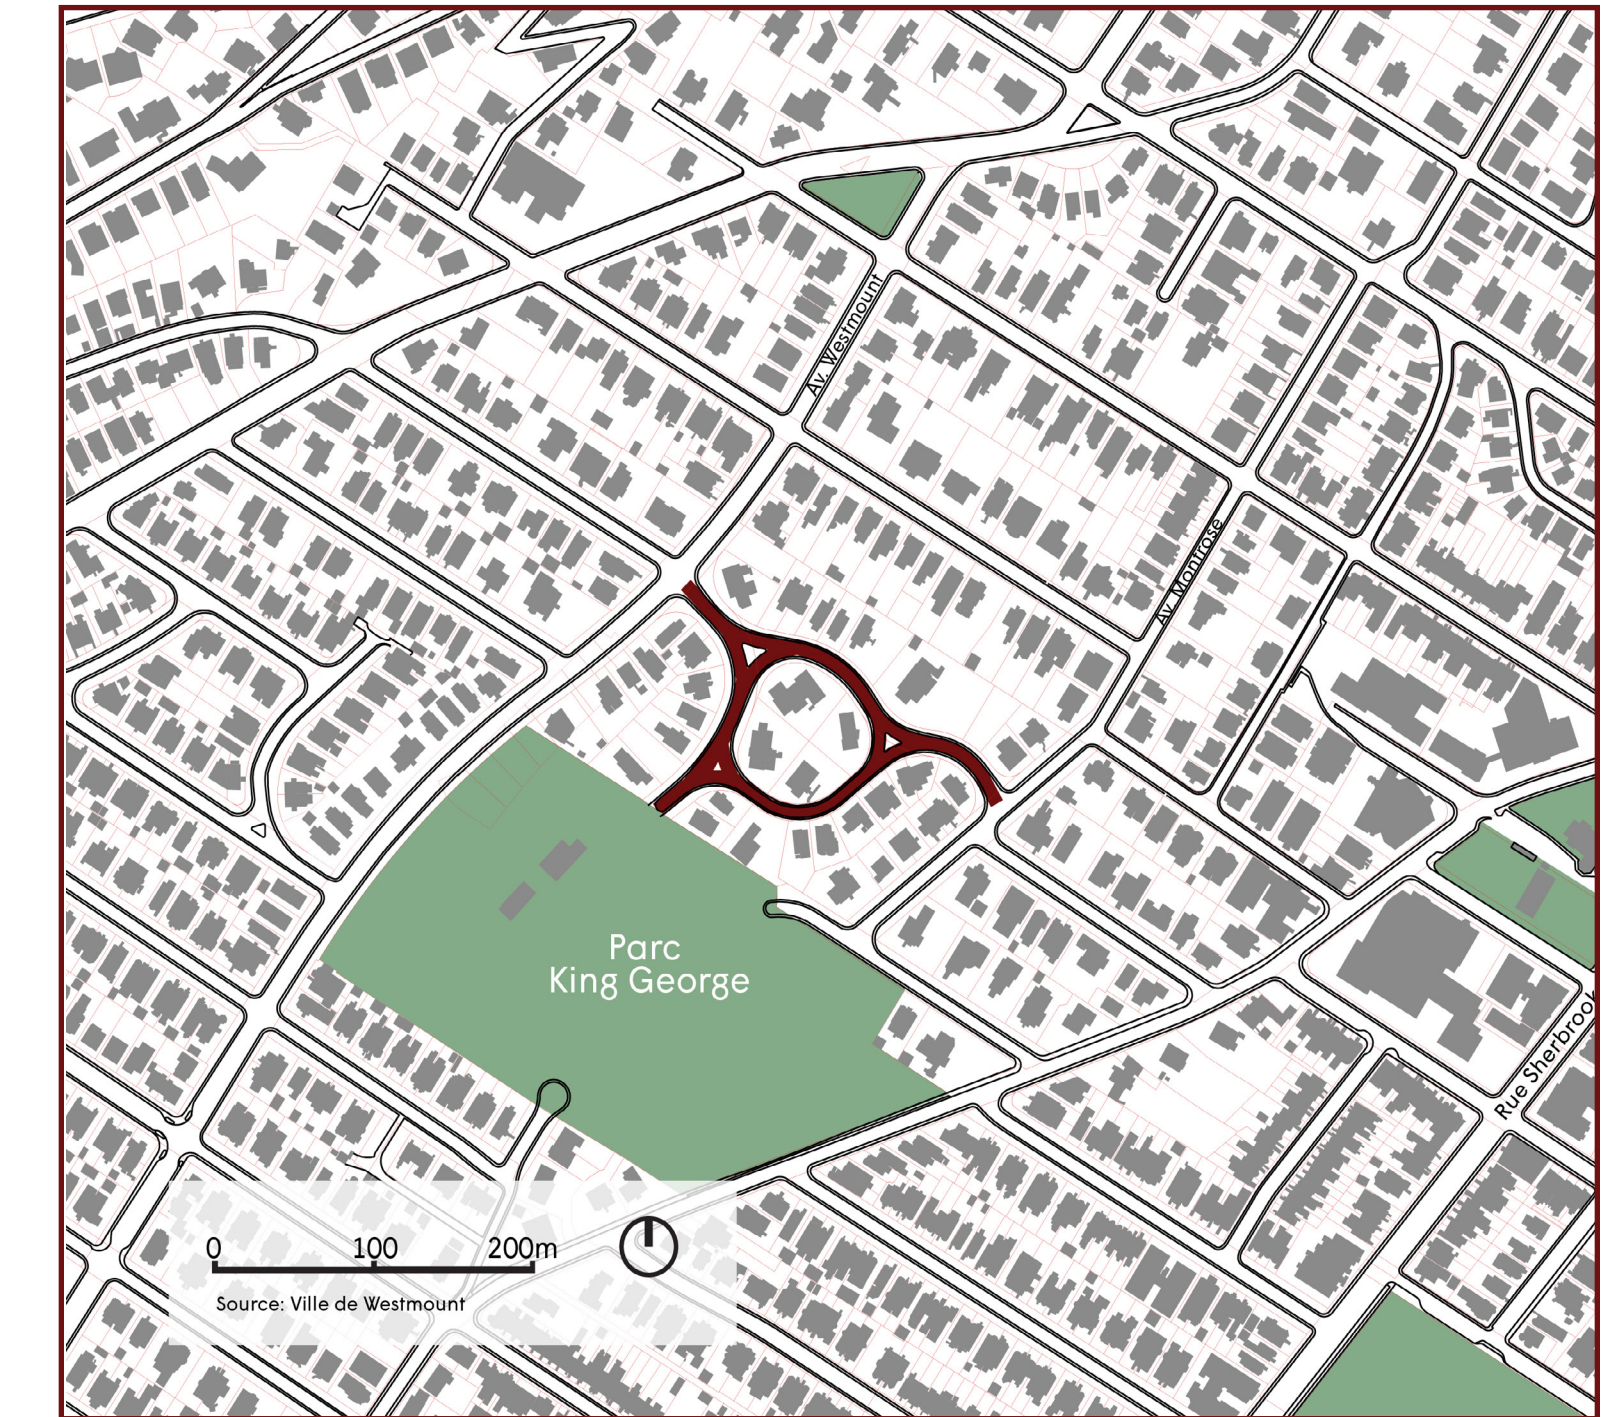 Av. Westmount
Av. Montrose
Parc
King George
Rue Sherbrook
0 100 200m
Source: Ville de Westmount